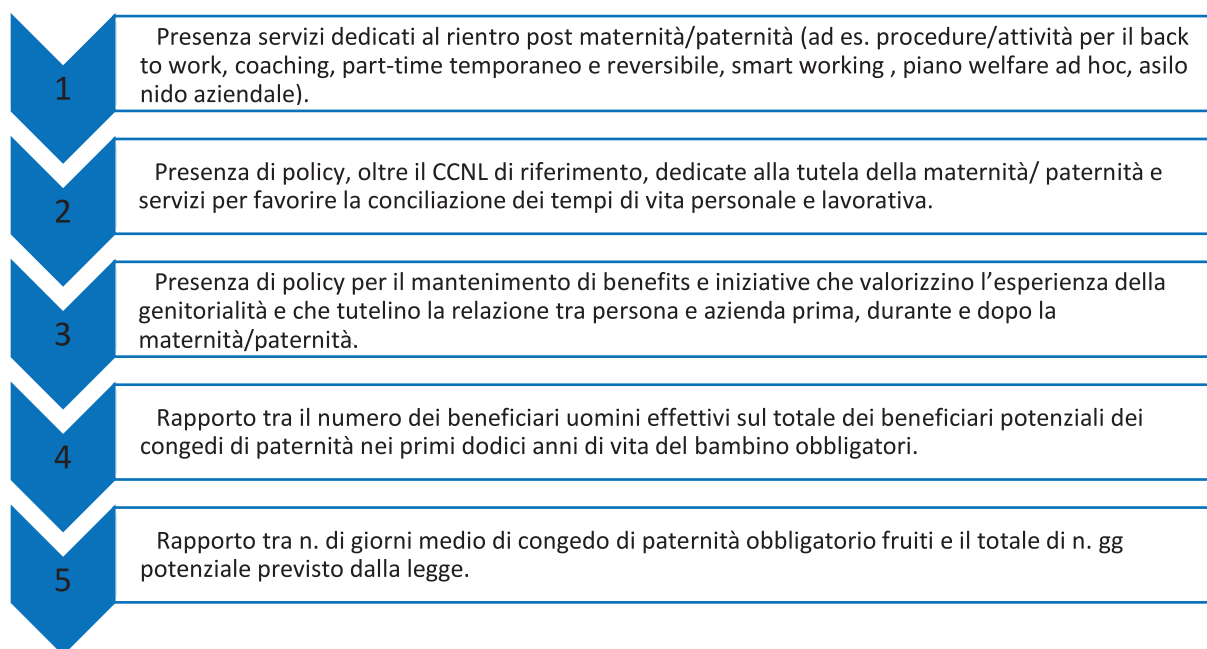 1
Presenza servizi dedicati al rientro post maternità/paternità (ad es. procedure/attività per il back
to work, coaching, part-time temporaneo e reversibile, smart working , piano welfare ad hoc, asilo
nido aziendale).
2
Presenza di policy, oltre il CCNL di riferimento, dedicate alla tutela della maternità/ paternità e
servizi per favorire la conciliazione dei tempi di vita personale e lavorativa.
3
Presenza di policy per il mantenimento di benefits e iniziative che valorizzino l’esperienza della
genitorialità e che tutelino la relazione tra persona e azienda prima, durante e dopo la
maternità/paternità.
4
Rapporto tra il numero dei beneficiari uomini effettivi sul totale dei beneficiari potenziali dei
congedi di paternità nei primi dodici anni di vita del bambino obbligatori.
5
Rapporto tra n. di giorni medio di congedo di paternità obbligatorio fruiti e il totale di n. gg
potenziale previsto dalla legge.